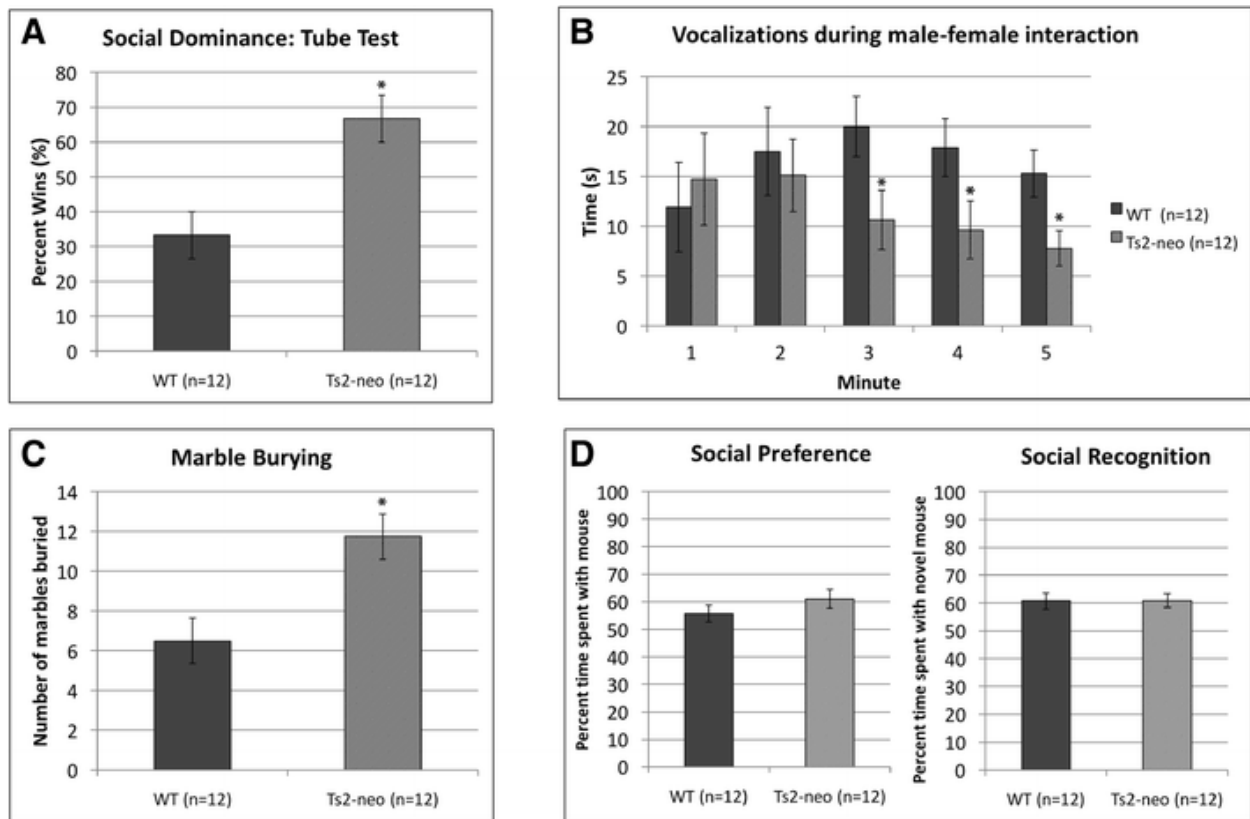 A
Social Dominance: Tube Test
Percent Wins (%)
80
70
60
50
40
30
20
10
0
*
WT (n=12)
Ts2-neo (n=12)
B
Vocalizations during male-female interaction
Time (s)
25
20
15
10
5
0
*
*
*
1
2
3
4
5
Minute
WT (n=12)
Ts2-neo (n=12)
C
Marble Burying
Number of marbles buried
14
12
10
8
6
4
2
0
*
WT (n=12)
Ts2-neo (n=12)
D
Social Preference
Percent time spent with mouse
100
90
80
70
60
50
40
30
20
10
0
WT (n=12)
Ts2-neo (n=12)
Social Recognition
Percent time spent with novel mouse
100
90
80
70
60
50
40
30
20
10
0
WT (n=12)
Ts2-neo (n=12)